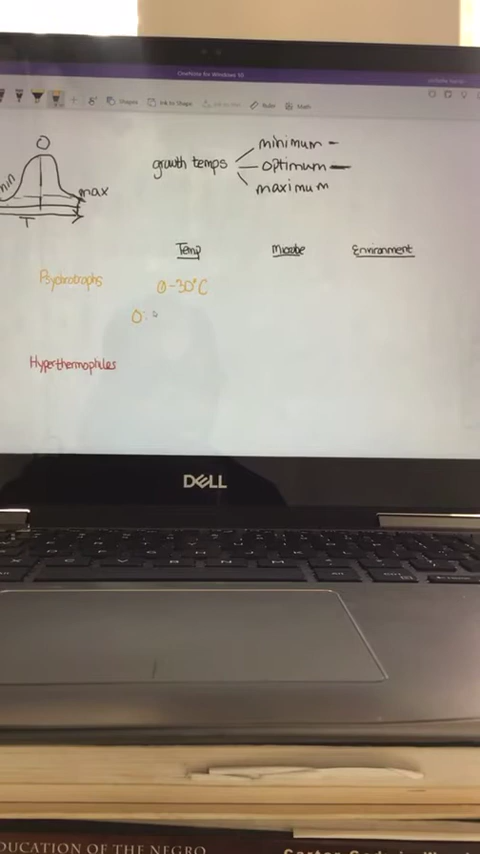 OneNote for Windows 10
Shapes Ink to Shape Ruler Math
O
growth temps
minimum -
optimum -
maximum
min
max
T
Temp Microbe Environment
Psychrotrophs 0-30°C
O:
Hyperthermophiles
DELL
DUCATION OF THE NEGRO